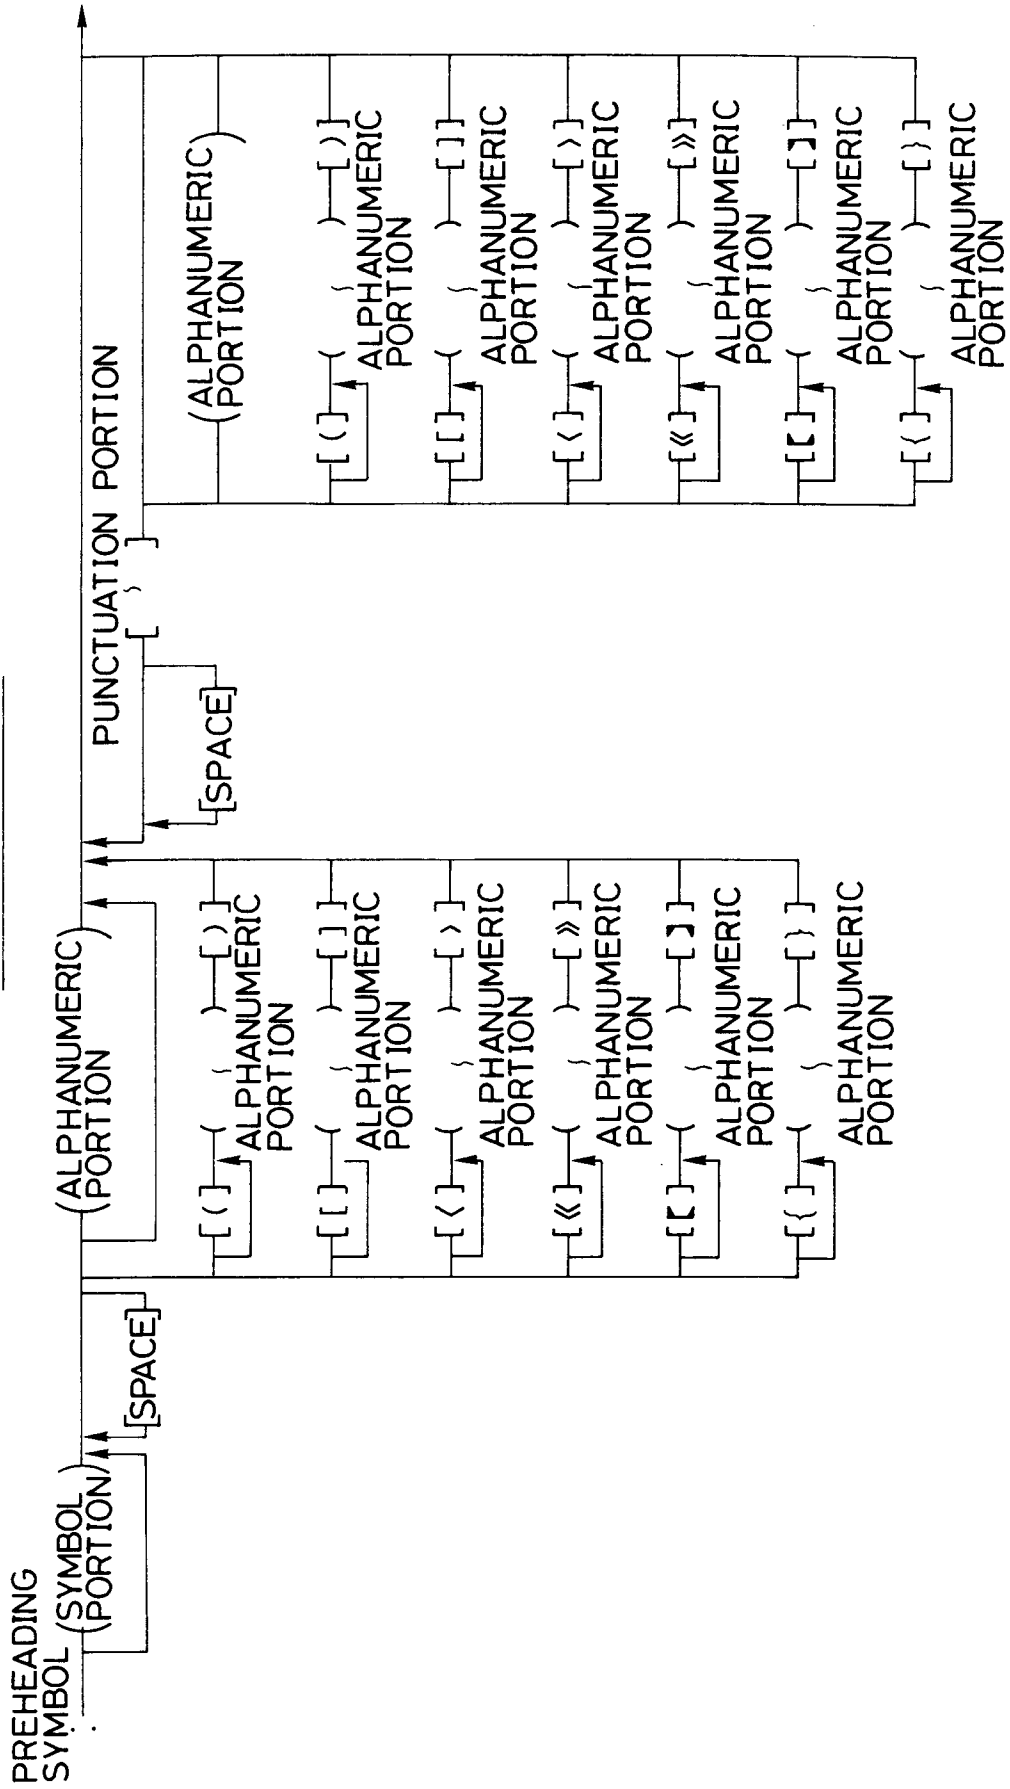 PREHEADING
SYMBOL :
(SYMBOL
PORTION)
[SPACE]
(ALPHANUMERIC)
PORTION
[(] ( ~ ) [)]
ALPHANUMERIC
PORTION
[[] ( ~ ) []]
ALPHANUMERIC
PORTION
[<] ( ~ ) [>]
ALPHANUMERIC
PORTION
[《] ( ~ ) [》]
ALPHANUMERIC
PORTION
[【] ( ~ ) [】]
ALPHANUMERIC
PORTION
[{] ( ~ ) [}]
ALPHANUMERIC
PORTION
PUNCTUATION PORTION
[ ~ ]
[SPACE]
(ALPHANUMERIC)
PORTION
[(] ( ~ ) [)]
ALPHANUMERIC
PORTION
[[] ( ~ ) []]
ALPHANUMERIC
PORTION
[<] ( ~ ) [>]
ALPHANUMERIC
PORTION
[《] ( ~ ) [》]
ALPHANUMERIC
PORTION
[【] ( ~ ) [】]
ALPHANUMERIC
PORTION
[{] ( ~ ) [}]
ALPHANUMERIC
PORTION